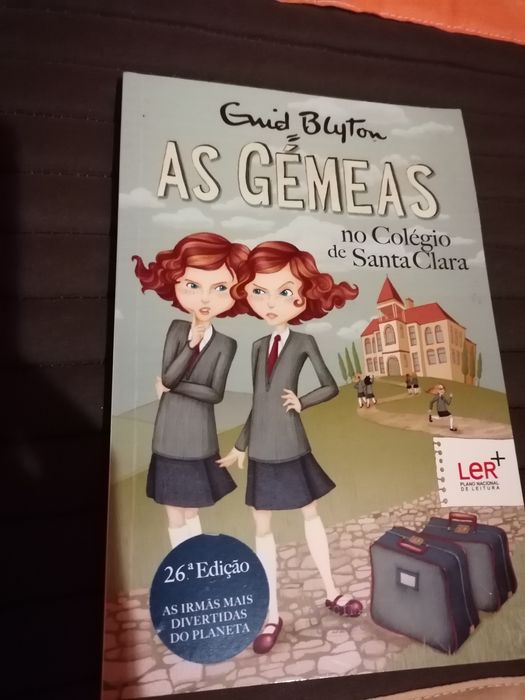 Enid Blyton
AS GÉMEAS
no Colégio
de Santa Clara
LeR+
PLANO NACIONAL
DE LEITURA
26.ª Edição
AS IRMÃS MAIS
DIVERTIDAS
DO PLANETA